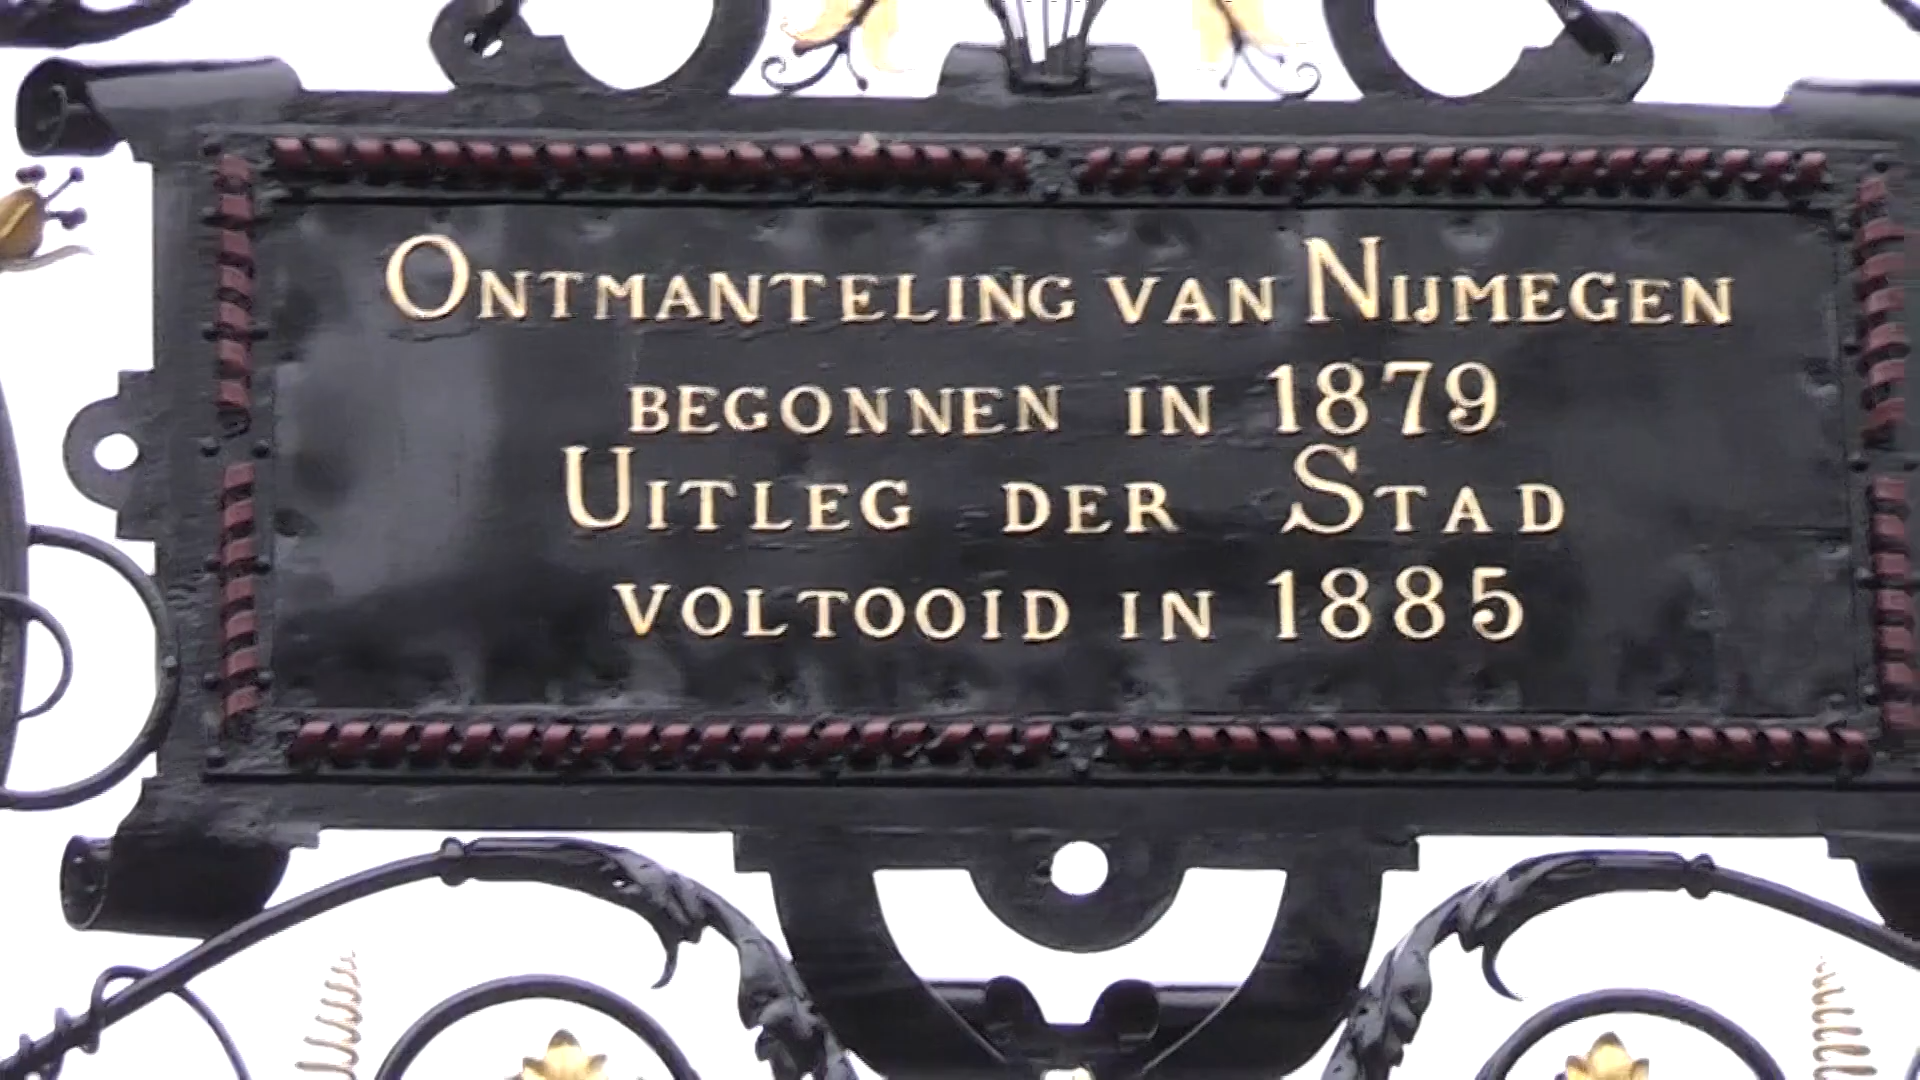 Ontmanteling van Nijmegen
begonnen in 1879
Uitleg der Stad
voltooid in 1885